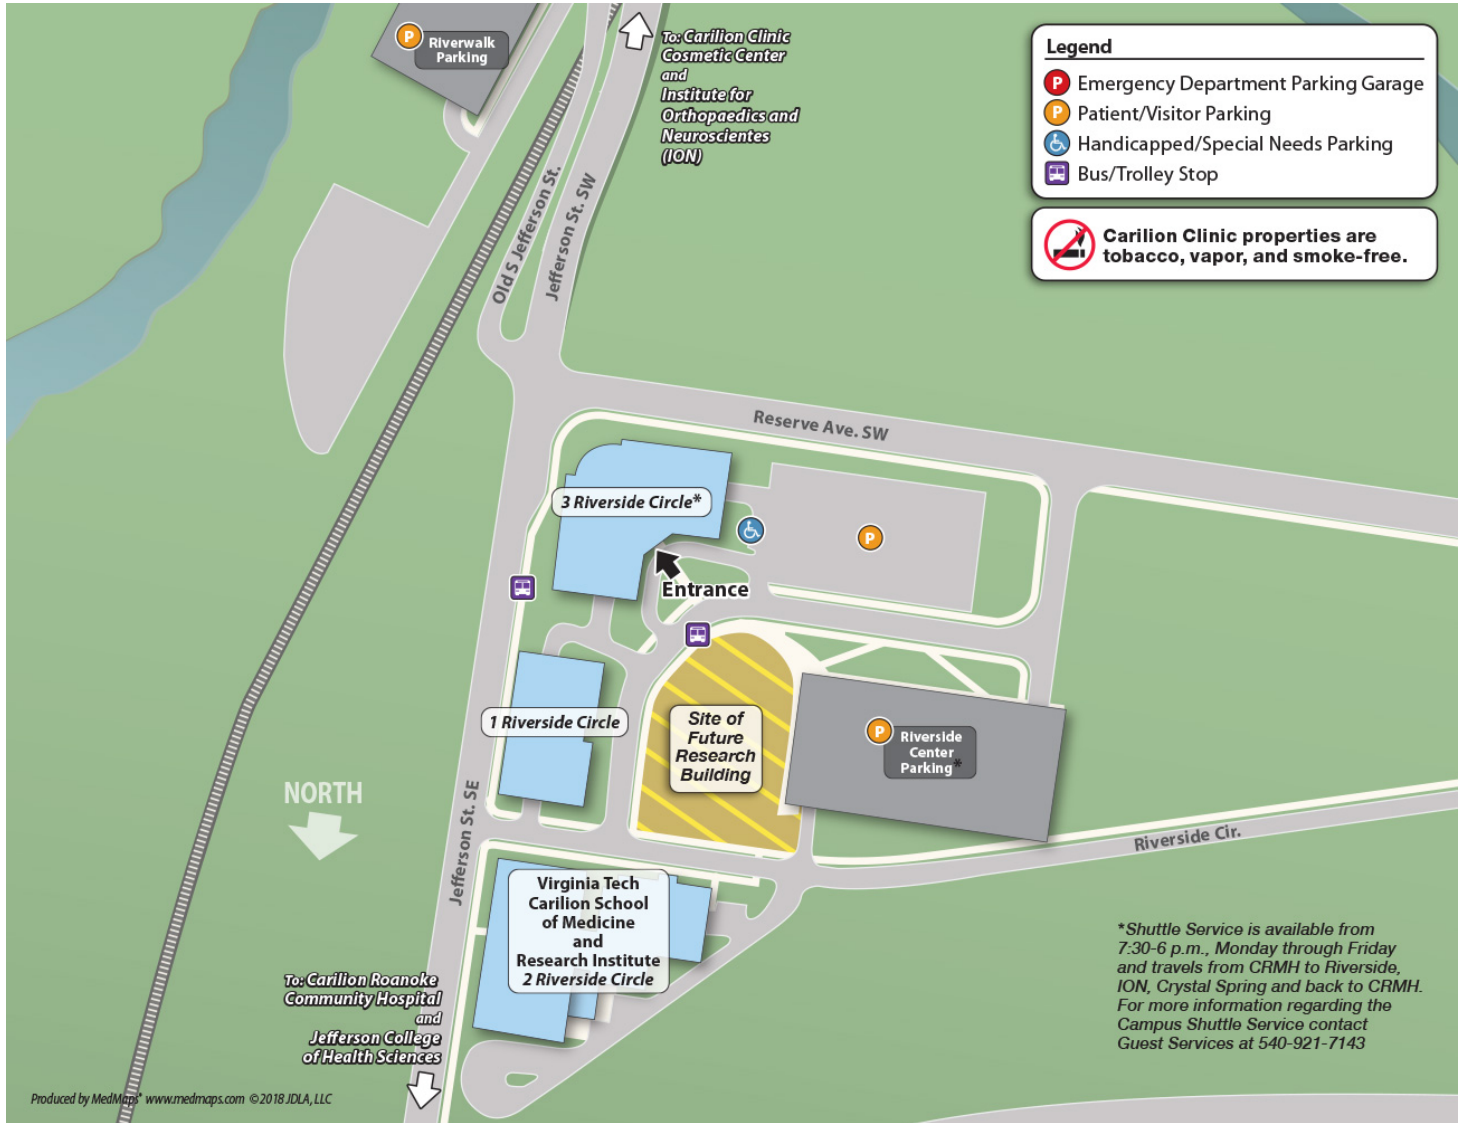 P
Riverwalk
Parking
To: Carilion Clinic
Cosmetic Center
and
Institute for
Orthopaedics and
Neuroscientes
(ION)
Legend
P Emergency Department Parking Garage
P Patient/Visitor Parking
Handicapped/Special Needs Parking
Bus/Trolley Stop
Carilion Clinic properties are
tobacco, vapor, and smoke-free.
Old S Jefferson St.
Jefferson St. SW
Reserve Ave. SW
3 Riverside Circle*
P
Entrance
1 Riverside Circle
Site of
Future
Research
Building
P
Riverside
Center
Parking*
NORTH
Jefferson St. SE
Riverside Cir.
Virginia Tech
Carilion School
of Medicine
and
Research Institute
2 Riverside Circle
To: Carilion Roanoke
Community Hospital
and
Jefferson College
of Health Sciences
*Shuttle Service is available from
7:30-6 p.m., Monday through Friday
and travels from CRMH to Riverside,
ION, Crystal Spring and back to CRMH.
For more information regarding the
Campus Shuttle Service contact
Guest Services at 540-921-7143
Produced by MedMaps® www.medmaps.com ©2018 JDLA, LLC